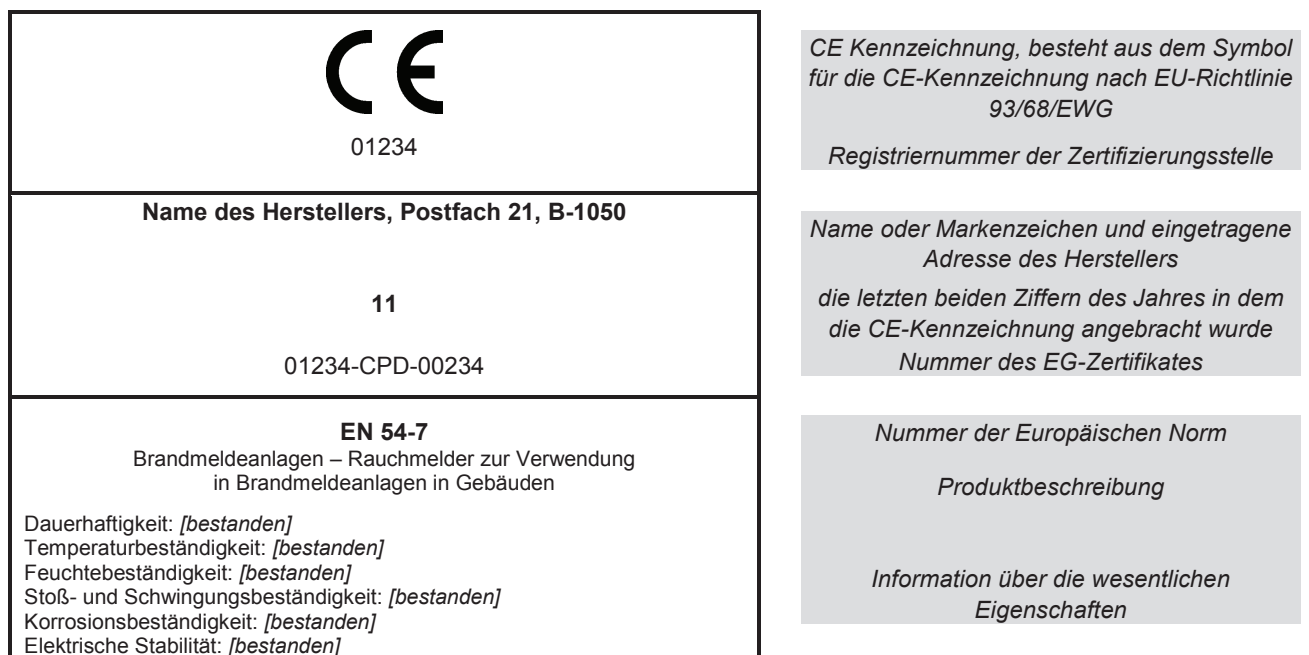 CE
01234
Name des Herstellers, Postfach 21, B-1050
11
01234-CPD-00234
EN 54-7
Brandmeldeanlagen – Rauchmelder zur Verwendung
in Brandmeldeanlagen in Gebäuden
Dauerhaftigkeit: [bestanden]
Temperaturbeständigkeit: [bestanden]
Feuchtebeständigkeit: [bestanden]
Stoß- und Schwingungsbeständigkeit: [bestanden]
Korrosionsbeständigkeit: [bestanden]
Elektrische Stabilität: [bestanden]
CE Kennzeichnung, besteht aus dem Symbol
für die CE-Kennzeichnung nach EU-Richtlinie
93/68/EWG
Registriernummer der Zertifizierungsstelle
Name oder Markenzeichen und eingetragene
Adresse des Herstellers
die letzten beiden Ziffern des Jahres in dem
die CE-Kennzeichnung angebracht wurde
Nummer des EG-Zertifikates
Nummer der Europäischen Norm
Produktbeschreibung
Information über die wesentlichen
Eigenschaften